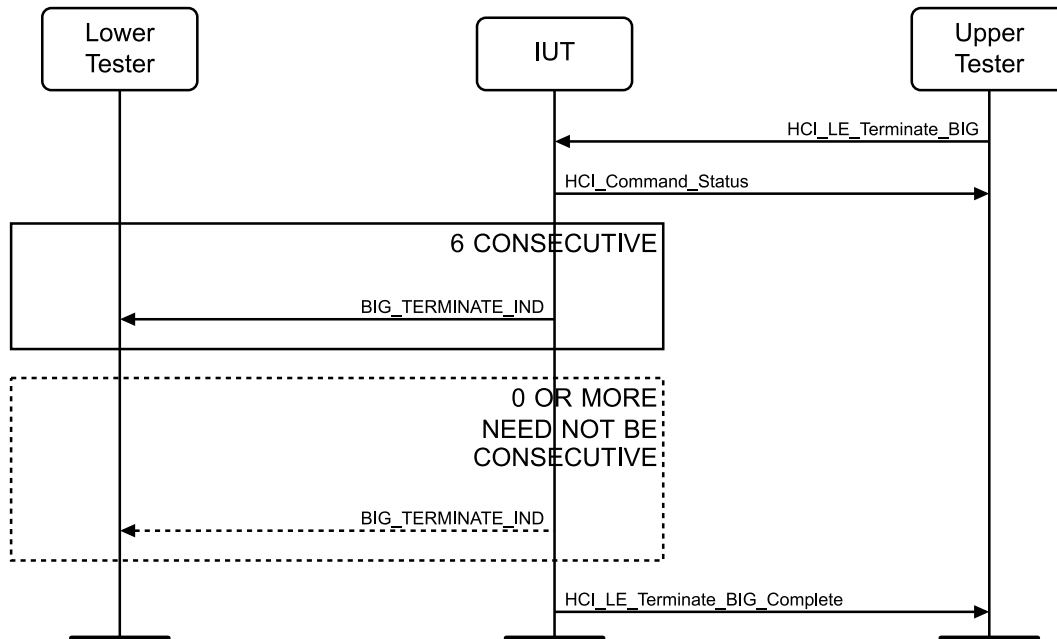 Lower
Tester
IUT
Upper
Tester
HCI_LE_Terminate_BIG
HCI_Command_Status
6 CONSECUTIVE
BIG_TERMINATE_IND
0 OR MORE
NEED NOT BE
CONSECUTIVE
BIG_TERMINATE_IND
HCI_LE_Terminate_BIG_Complete